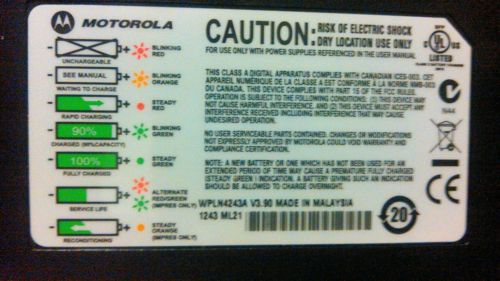 MOTOROLA
CAUTION.
.RISK OF ELECTRIC SHOCK
.DRY LOCATION USE ONLY
FOR USE ONLY WITH POWER SUPPLIES REFERENCED IN THE USER MANUAL
UNCHARGEABLE
BLINKING
RED
SEE MANUAL
WAITING TO CHARGE
BLINKING
ORANGE
RAPID CHARGING
STEADY
RED
90%
CHARGED (90%CAPACITY)
BLINKING
GREEN
100%
FULLY CHARGED
STEADY
GREEN
SERVICE LIFE
ALTERNATE
RED/GREEN
(IMPRES ONLY)
RECONDITIONING
STEADY
ORANGE
(IMPRES ONLY)
THIS CLASS A DIGITAL APPARATUS COMPLIES WITH CANADIAN ICES-003, CET
APPAREIL NUMÉRIQUE DE LA CLASSE A EST CONFORME À LA NORME NMB-003
DU CANADA. THIS DEVICE COMPLIES WITH PART 15 OF THE FCC RULES.
OPERATION IS SUBJECT TO THE FOLLOWING CONDITIONS: (1) THIS DEVICE MAY
NOT CAUSE HARMFUL INTERFERENCE, AND (2) THIS DEVICE MUST ACCEPT ANY
INTERFERENCE RECEIVED INCLUDING INTERFERENCE THAT MAY CAUSE
UNDESIRED OPERATION.
NO USER SERVICEABLE PARTS CONTAINED. CHANGES OR MODIFICATIONS
NOT EXPRESSLY APPROVED BY MOTOROLA COULD VOID WARRANTY AND
COMPLIANCE CERTIFICATION.
NOTE: A NEW BATTERY OR ONE WHICH HAS NOT BEEN USED FOR AN
EXTENDED PERIOD OF TIME MAY CAUSE A PREMATURE FULLY CHARGED
(STEADY GREEN) INDICATION. A BATTERY GIVING SUCH AN INDICATION
SHOULD BE ALLOWED TO CHARGE OVERNIGHT.
WPLN4243A V3.90 MADE IN MALAYSIA
1243 ML21
UL
US
N44
20
CE